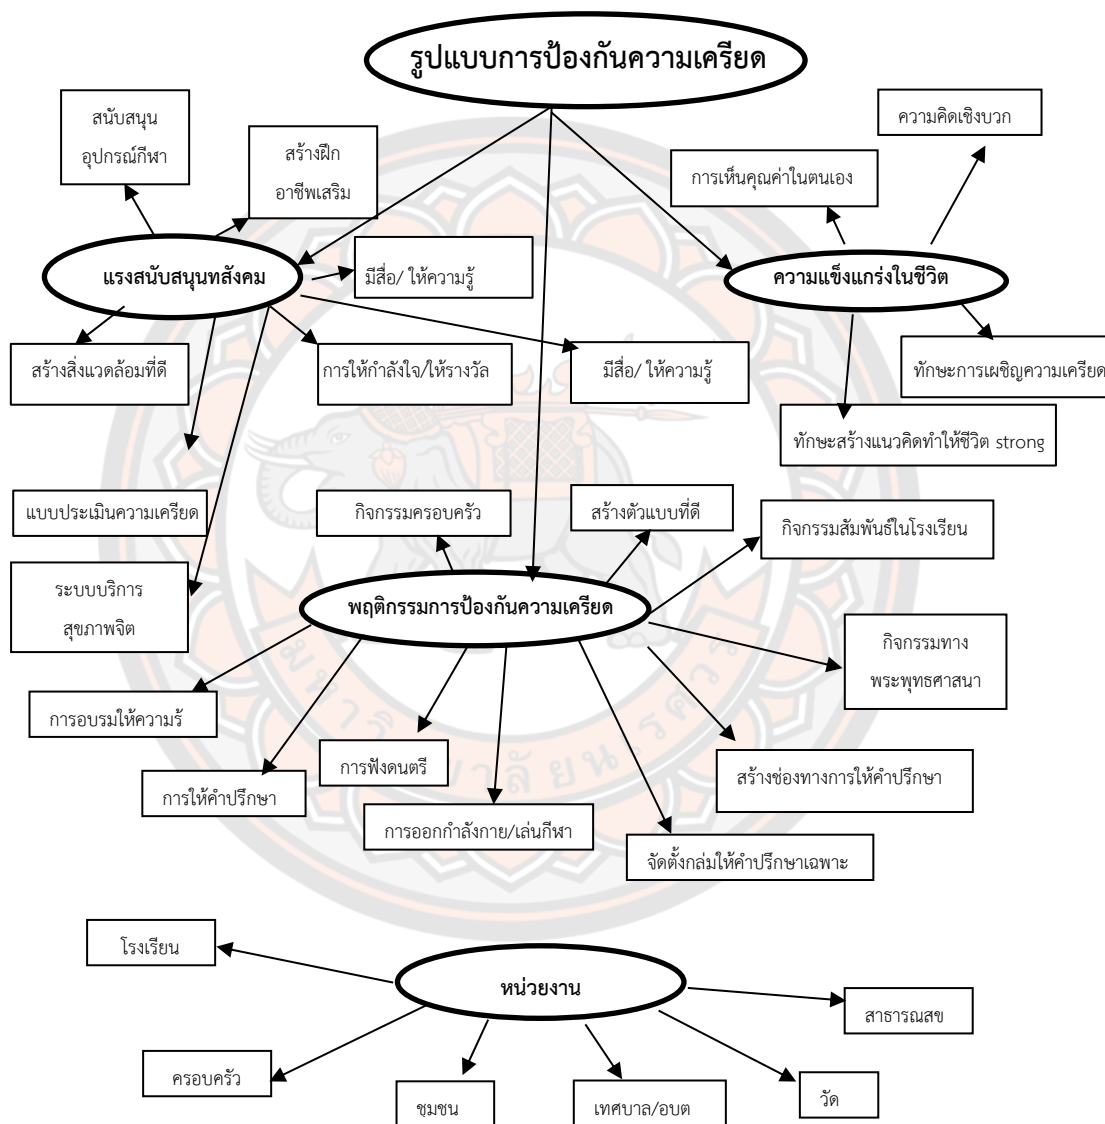 รูปแบบการป้องกันความเครียด
สนับสนุน
อุปกรณ์กีฬา
สร้างฝึก
อาชีพเสริม
ความคิดเชิงบวก
การเห็นคุณค่าในตนเอง
แรงสนับสนุนทสังคม
มีสื่อ/ ให้ความรู้
ความแข็งแกร่งในชีวิต
สร้างสิ่งแวดล้อมที่ดี
การให้กำลังใจ/ให้รางวัล
มีสื่อ/ ให้ความรู้
ทักษะการเผชิญความเครียด
ทักษะสร้างแนวคิดทำให้ชีวิต strong
แบบประเมินความเครียด
กิจกรรมครอบครัว
สร้างตัวแบบที่ดี
กิจกรรมสัมพันธ์ในโรงเรียน
ระบบบริการ
สุขภาพจิต
พฤติกรรมการป้องกันความเครียด
กิจกรรมทาง
พระพุทธศาสนา
การอบรมให้ความร้
การฟังดนตรี
สร้างช่องทางการให้คำปรึกษา
การให้คำปรึกษา
การออกกำลังกาย/เล่นกีฬา
จัดตั้งกล่มให้คำปรึกษาเฉพาะ
มหาวิทยาลัยนเรศวร
โรงเรียน
หน่วยงาน
สาธารณสข
ครอบครัว
ชุมชน
เทศบาล/อบต
วัด